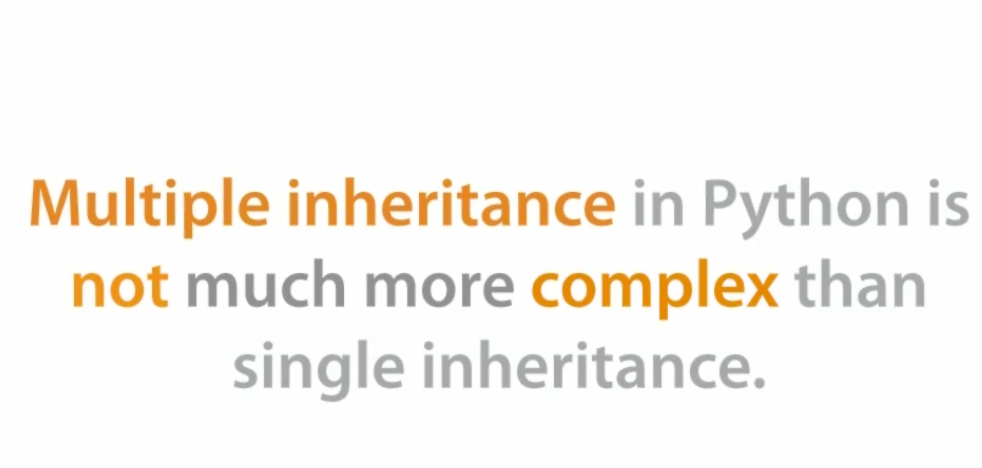 Multiple inheritance in Python is
not much more complex than
single inheritance.